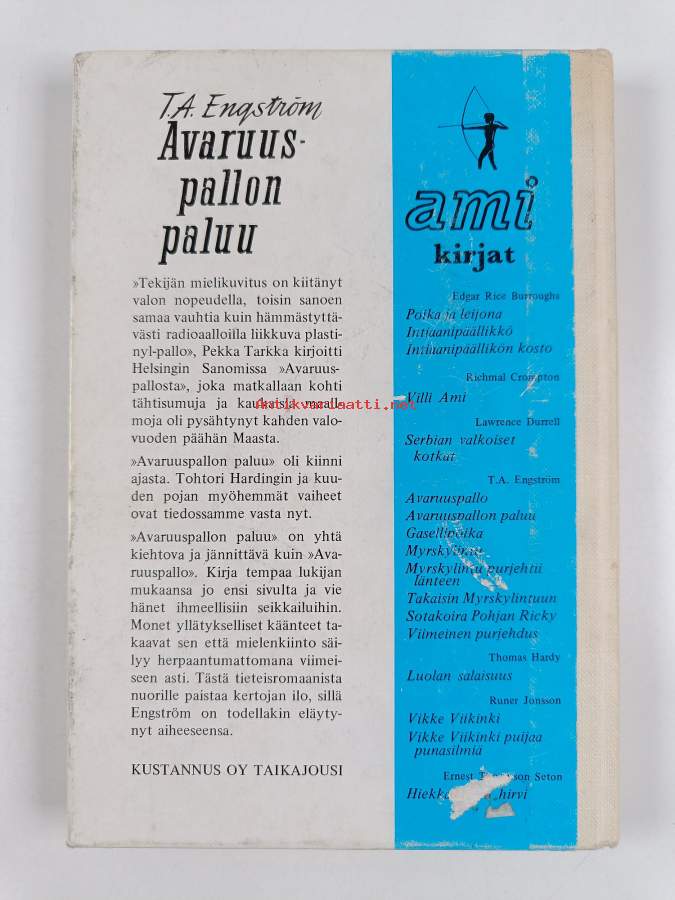 T.A. Engström
Avaruus-
pallon
paluu
»Tekijän mielikuvitus on kiitänyt
valon nopeudella, toisin sanoen
samaa vauhtia kuin hämmästyttä-
västi radioaalloilla liikkuva plasti-
nyl-pallo», Pekka Tarkka kirjoitti
Helsingin Sanomissa »Avaruus-
pallosta», joka matkallaan kohti
tähtisumuja ja kaukaisia maail-
moja oli pysähtynyt kahden valo-
vuoden päähän Maasta.
»Avaruuspallon paluu» oli kiinni
ajasta. Tohtori Hardingin ja kuu-
den pojan myöhemmät vaiheet
ovat tiedossamme vasta nyt.
»Avaruuspallon paluu» on yhtä
kiehtova ja jännittävä kuin »Ava-
ruuspallo». Kirja tempaa lukijan
mukaansa jo ensi sivulta ja vie
hänet ihmeellisiin seikkailuihin.
Monet yllätykselliset käänteet ta-
kaavat sen että mielenkiinto säi-
lyy herpaantumattomana viimei-
seen asti. Tästä tieteisromaanista
nuorille paistaa kertojan ilo, sillä
Engström on todellakin eläyty-
nyt aiheeseensa.
KUSTANNUS OY TAIKAJOUSI
ami
kirjat
Edgar Rice Burroughs
Poika ja leijona
Intiaanipäällikkö
Intiaanipäällikön kosto
Richmal Crompton
Villi Ami
Lawrence Durrell
Serbian valkoiset
kotkat
T.A. Engström
Avaruuspallo
Avaruuspallon paluu
Gasellipoika
Myrskylintu
Myrskylintu purjehtii
länteen
Takaisin Myrskylintuun
Sotakoira Pohjan Ricky
Viimeinen purjehdus
Thomas Hardy
Luolan salaisuus
Runer Jonsson
Vikke Viikinki
Vikke Viikinki puijaa
punasilmiä
Ernest Seton
hirvi
antikvariaatti.net